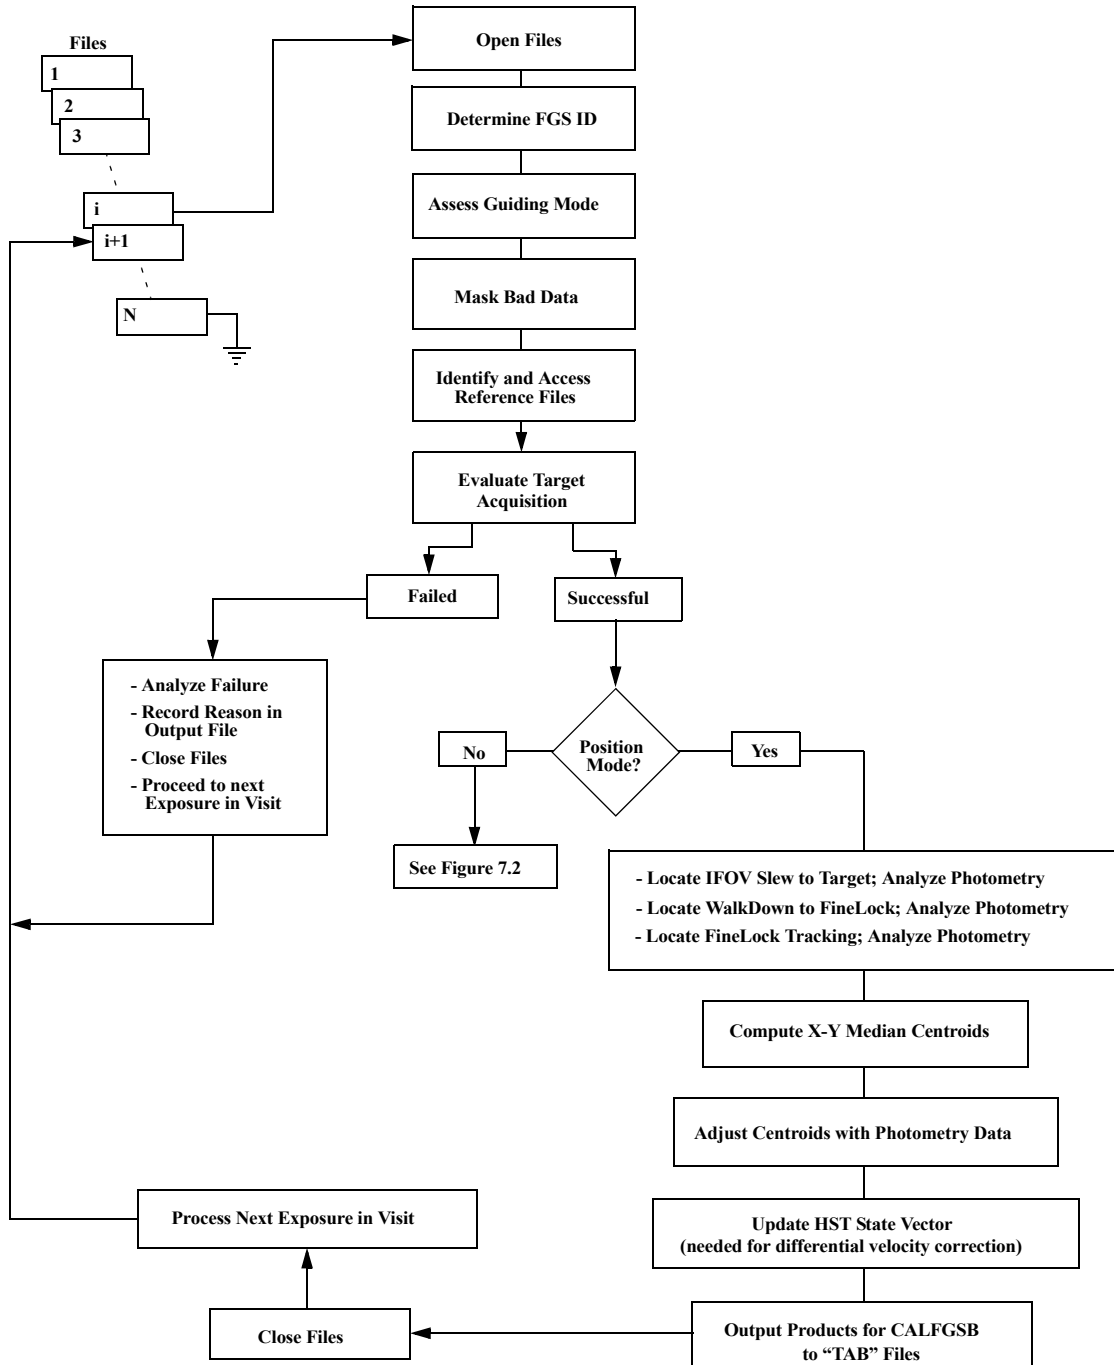 Files
1
2
3
i
i+1
N
Open Files
Determine FGS ID
Assess Guiding Mode
Mask Bad Data
Identify and Access
Reference Files
Evaluate Target
Acquisition
Failed
Successful
- Analyze Failure
- Record Reason in
Output File
- Close Files
- Proceed to next
Exposure in Visit
No
Position
Mode?
Yes
See Figure 7.2
- Locate IFOV Slew to Target; Analyze Photometry
- Locate WalkDown to FineLock; Analyze Photometry
- Locate FineLock Tracking; Analyze Photometry
Compute X-Y Median Centroids
Adjust Centroids with Photometry Data
Update HST State Vector
(needed for differential velocity correction)
Output Products for CALFGSB
to “TAB” Files
Close Files
Process Next Exposure in Visit